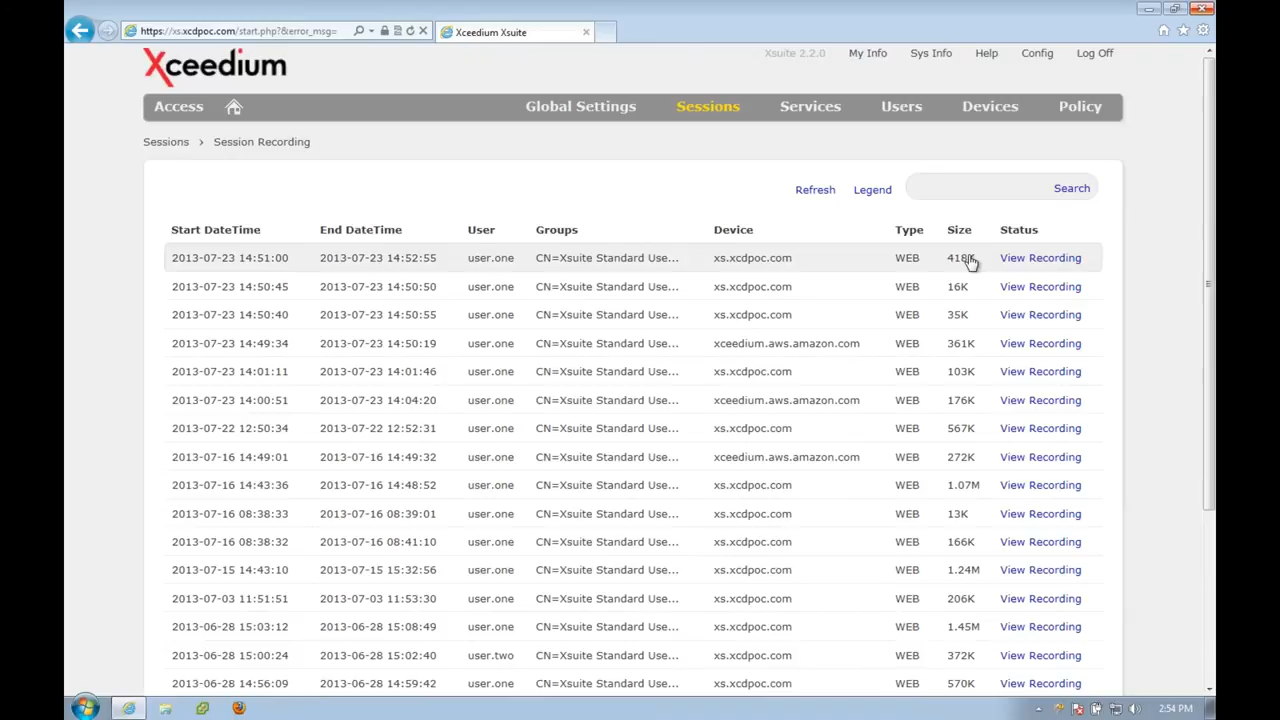 https://xs.xcdpoc.com/start.php?&error_msg=
Xceedium Xsuite
Xceedium
Xsuite 2.2.0 My Info Sys Info Help Config Log Off
Access Global Settings Sessions Services Users Devices Policy
Sessions > Session Recording
Refresh Legend Search
Start DateTime End DateTime User Groups Device Type Size Status
2013-07-23 14:51:00 2013-07-23 14:52:55 user.one CN=Xsuite Standard Use... xs.xcdpoc.com WEB 418K View Recording
2013-07-23 14:50:45 2013-07-23 14:50:50 user.one CN=Xsuite Standard Use... xs.xcdpoc.com WEB 16K View Recording
2013-07-23 14:50:40 2013-07-23 14:50:55 user.one CN=Xsuite Standard Use... xs.xcdpoc.com WEB 35K View Recording
2013-07-23 14:49:34 2013-07-23 14:50:19 user.one CN=Xsuite Standard Use... xceedium.aws.amazon.com WEB 361K View Recording
2013-07-23 14:01:11 2013-07-23 14:01:46 user.one CN=Xsuite Standard Use... xs.xcdpoc.com WEB 103K View Recording
2013-07-23 14:00:51 2013-07-23 14:04:20 user.one CN=Xsuite Standard Use... xceedium.aws.amazon.com WEB 176K View Recording
2013-07-22 12:50:34 2013-07-22 12:52:31 user.one CN=Xsuite Standard Use... xs.xcdpoc.com WEB 567K View Recording
2013-07-16 14:49:01 2013-07-16 14:49:32 user.one CN=Xsuite Standard Use... xceedium.aws.amazon.com WEB 272K View Recording
2013-07-16 14:43:36 2013-07-16 14:48:52 user.one CN=Xsuite Standard Use... xs.xcdpoc.com WEB 1.07M View Recording
2013-07-16 08:38:33 2013-07-16 08:39:01 user.one CN=Xsuite Standard Use... xs.xcdpoc.com WEB 13K View Recording
2013-07-16 08:38:32 2013-07-16 08:41:10 user.one CN=Xsuite Standard Use... xs.xcdpoc.com WEB 166K View Recording
2013-07-15 14:43:10 2013-07-15 15:32:56 user.one CN=Xsuite Standard Use... xs.xcdpoc.com WEB 1.24M View Recording
2013-07-03 11:51:51 2013-07-03 11:53:30 user.one CN=Xsuite Standard Use... xs.xcdpoc.com WEB 206K View Recording
2013-06-28 15:03:12 2013-06-28 15:08:49 user.one CN=Xsuite Standard Use... xs.xcdpoc.com WEB 1.45M View Recording
2013-06-28 15:00:24 2013-06-28 15:02:40 user.two CN=Xsuite Standard Use... xs.xcdpoc.com WEB 372K View Recording
2013-06-28 14:56:09 2013-06-28 14:59:42 user.one CN=Xsuite Standard Use... xs.xcdpoc.com WEB 570K View Recording
2:54 PM